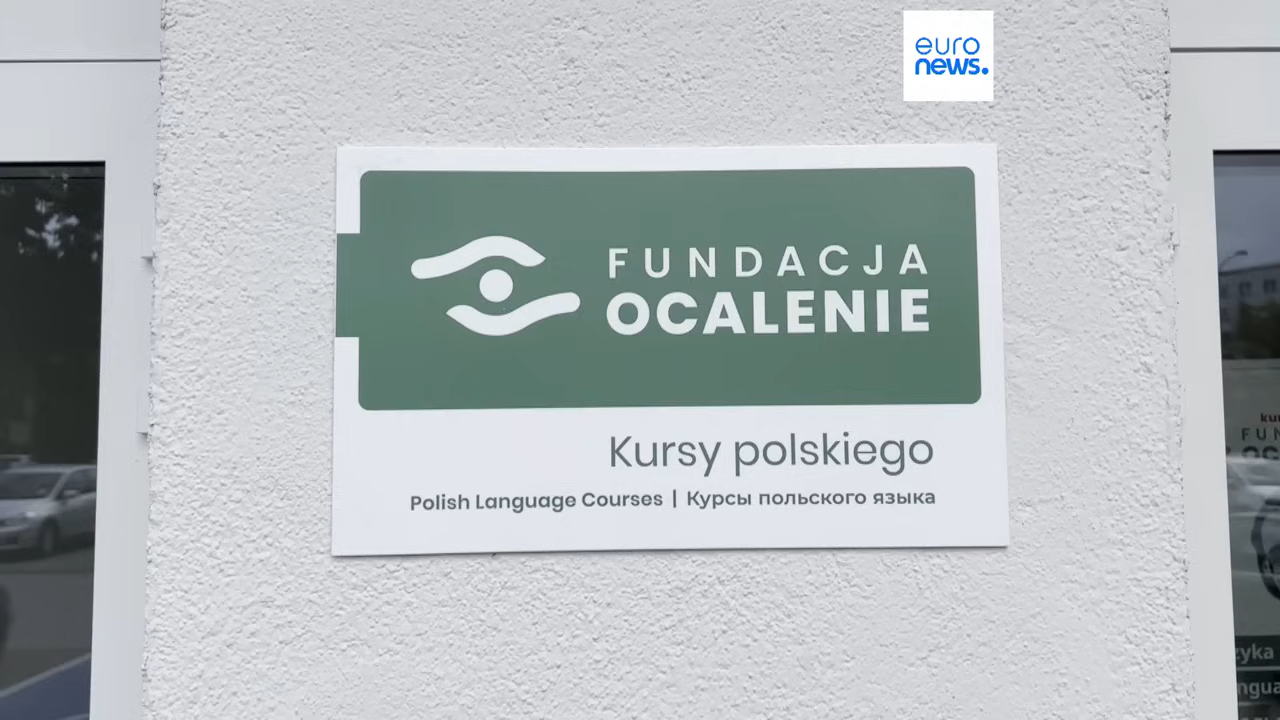 euro
news.
FUNDACJA
OCALENIE
Kursy polskiego
Polish Language Courses | Курсы польского языка